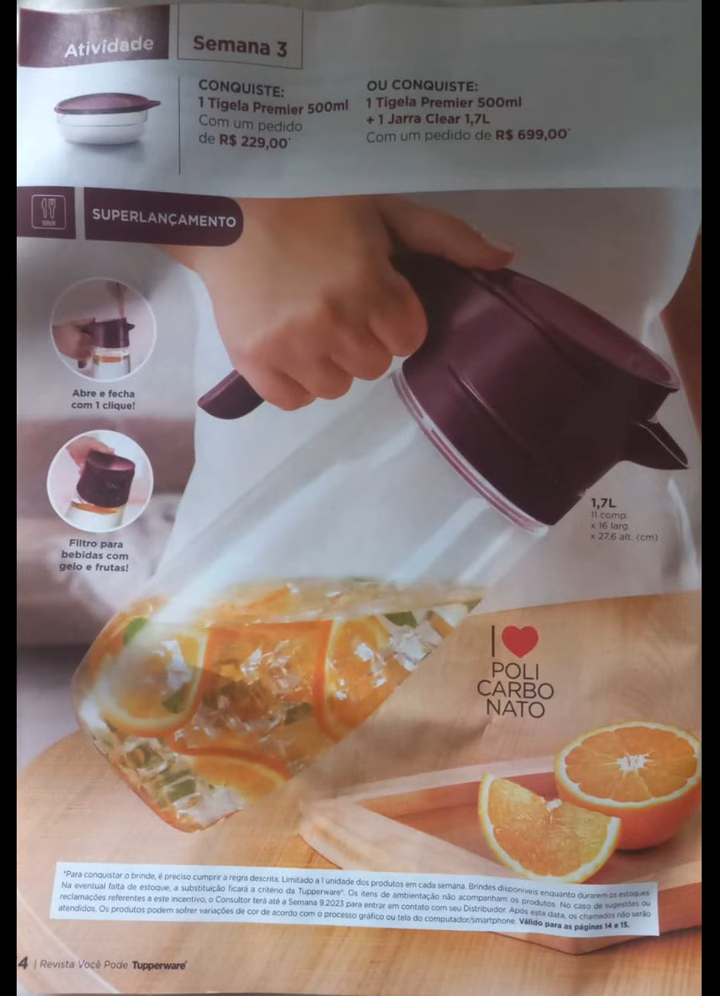 Atividade
Semana 3
CONQUISTE:
1 Tigela Premier 500ml
Com um pedido
de R$ 229,00*
OU CONQUISTE:
1 Tigela Premier 500ml
+ 1 Jarra Clear 1,7L
Com um pedido de R$ 699,00*
SUPERLANÇAMENTO
Abre e fecha
com 1 clique!
Filtro para
bebidas com
gelo e frutas!
1,7L
11 comp.
x 16 larg
x 27,6 alt. (cm)
I ❤
POLI
CARBO
NATO
*Para conquistar o brinde, é preciso cumprir a regra descrita. Limitado a 1 unidade dos produtos em cada semana. Brindes disponíveis enquanto durarem os estoques
Na eventual falta de estoque, a substituição ficará a critério da Tupperware®. Os itens de ambientação não acompanham os produtos. No caso de sugestões ou
reclamações referentes a este incentivo, o Consultor terá até a Semana 9.2023 para entrar em contato com seu Distribuidor. Após esta data, os chamados não serão
atendidos. Os produtos podem sofrer variações de cor de acordo com o processo gráfico ou tela do computador/smartphone. Válido para as páginas 14 e 15.
4 | Revista Você Pode Tupperware®